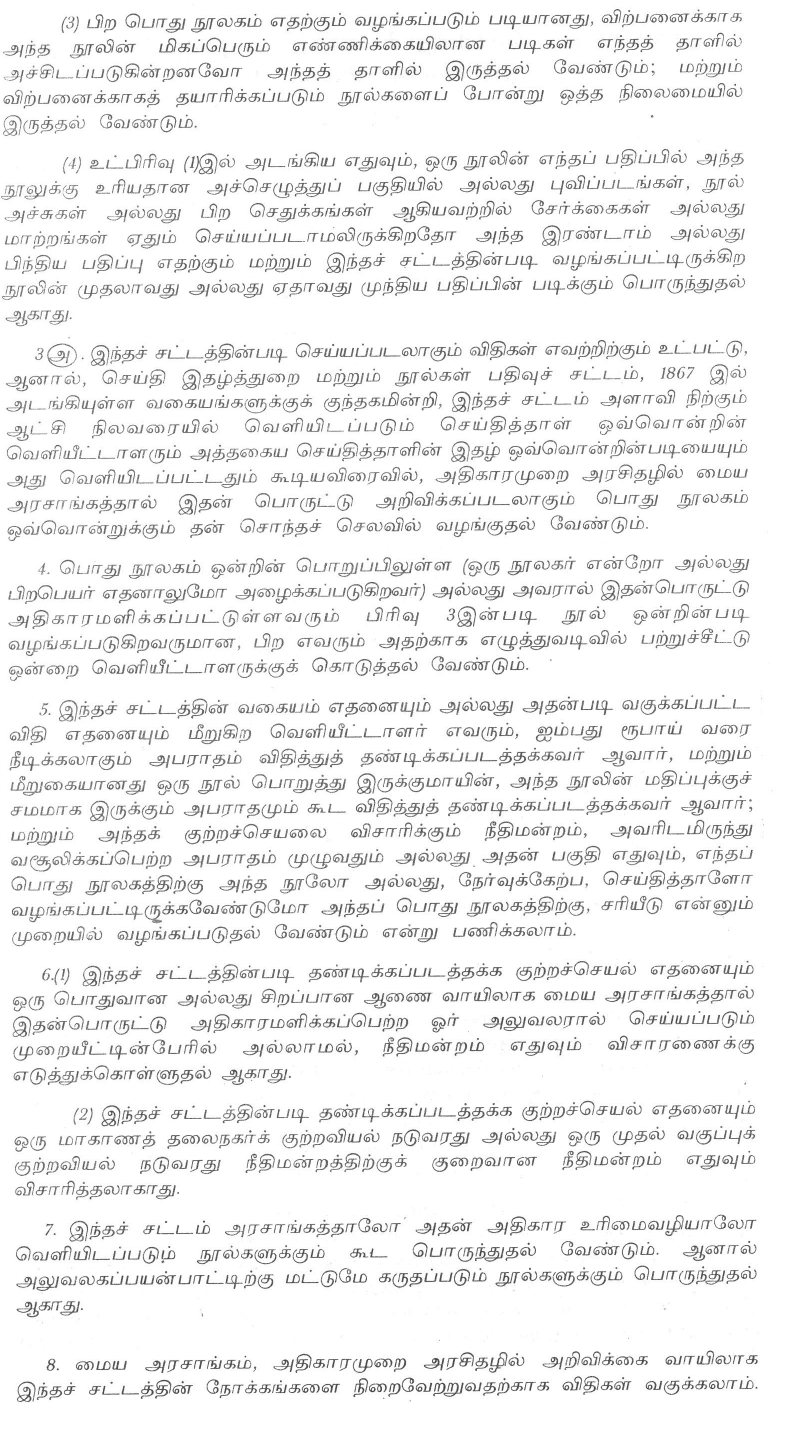 (3) பிற பொது நூலகம் எதற்கும் வழங்கப்படும் படியானது, விற்பனைக்காக
அந்த நூலின் மிகப்பெரும் எண்ணிக்கையிலான படிகள் எந்தத் தாளில்
அச்சிடப்படுகின்றனவோ அந்தத் தாளில் இருத்தல் வேண்டும்; மற்றும்
விற்பனைக்காகத் தயாரிக்கப்படும் நூல்களைப் போன்று ஒத்த நிலைமையில்
இருத்தல் வேண்டும்.
(4) உட்பிரிவு (1)இல் அடங்கிய எதுவும், ஒரு நூலின் எந்தப் பதிப்பில் அந்த
நூலுக்கு உரியதான அச்செழுத்துப் பகுதியில் அல்லது புவிப்படங்கள், நூல்
அச்சுகள் அல்லது பிற செதுக்கங்கள் ஆகியவற்றில் சேர்க்கைகள் அல்லது
மாற்றங்கள் ஏதும் செய்யப்படாமலிருக்கிறதோ அந்த இரண்டாம் அல்லது
பிந்திய பதிப்பு எதற்கும் மற்றும் இந்தச் சட்டத்தின்படி வழங்கப்பட்டிருக்கிற
நூலின் முதலாவது அல்லது ஏதாவது முந்திய பதிப்பின் படிக்கும் பொருந்துதல்
ஆகாது.
3 அ . இந்தச் சட்டத்தின்படி செய்யப்படலாகும் விதிகள் எவற்றிற்கும் உட்பட்டு,
ஆனால், செய்தி இதழ்த்துறை மற்றும் நூல்கள் பதிவுச் சட்டம், 1867 இல்
அடங்கியுள்ள வகையங்களுக்குக் குந்தகமின்றி, இந்தச் சட்டம் அளாவி நிற்கும்
ஆட்சி நிலவரையில் வெளியிடப்படும் செய்தித்தாள் ஒவ்வொன்றின்
வெளியீட்டாளரும் அத்தகைய செய்தித்தாளின் இதழ் ஒவ்வொன்றின்படியையும்
அது வெளியிடப்பட்டதும் கூடியவிரைவில், அதிகாரமுறை அரசிதழில் மைய
அரசாங்கத்தால் இதன் பொருட்டு அறிவிக்கப்படலாகும் பொது நூலகம்
ஒவ்வொன்றுக்கும் தன் சொந்தச் செலவில் வழங்குதல் வேண்டும்.
4. பொது நூலகம் ஒன்றின் பொறுப்பிலுள்ள (ஒரு நூலகர் என்றோ அல்லது
பிறபெயர் எதனாலுமோ அழைக்கப்படுகிறவர்) அல்லது அவரால் இதன்பொருட்டு
அதிகாரமளிக்கப்பட்டுள்ளவரும் பிரிவு 3இன்படி நூல் ஒன்றின்படி
வழங்கப்படுகிறவருமான, பிற எவரும் அதற்காக எழுத்துவடிவில் பற்றுச்சீட்டு
ஒன்றை வெளியீட்டாளருக்குக் கொடுத்தல் வேண்டும்.
5. இந்தச் சட்டத்தின் வகையம் எதனையும் அல்லது அதன்படி வகுக்கப்பட்ட
விதி எதனையும் மீறுகிற வெளியீட்டாளர் எவரும், ஐம்பது ரூபாய் வரை
நீடிக்கலாகும் அபராதம் விதித்துத் தண்டிக்கப்படத்தக்கவர் ஆவார், மற்றும்
மீறுகையானது ஒரு நூல் பொறுத்து இருக்குமாயின், அந்த நூலின் மதிப்புக்குச்
சமமாக இருக்கும் அபராதமும் கூட விதித்துத் தண்டிக்கப்படத்தக்கவர் ஆவார்;
மற்றும் அந்தக் குற்றச்செயலை விசாரிக்கும் நீதிமன்றம், அவரிடமிருந்து
வசூலிக்கப்பெற்ற அபராதம் முழுவதும் அல்லது அதன் பகுதி எதுவும், எந்தப்
பொது நூலகத்திற்கு அந்த நூலோ அல்லது, நேர்வுக்கேற்ப, செய்தித்தாளோ
வழங்கப்பட்டிருக்கவேண்டுமோ அந்தப் பொது நூலகத்திற்கு, சரியீடு என்னும்
முறையில் வழங்கப்படுதல் வேண்டும் என்று பணிக்கலாம்.
6.(1) இந்தச் சட்டத்தின்படி தண்டிக்கப்படத்தக்க குற்றச்செயல் எதனையும்
ஒரு பொதுவான அல்லது சிறப்பான ஆணை வாயிலாக மைய அரசாங்கத்தால்
இதன்பொருட்டு அதிகாரமளிக்கப்பெற்ற ஓர் அலுவலரால் செய்யப்படும்
முறையீட்டின்பேரில் அல்லாமல், நீதிமன்றம் எதுவும் விசாரணைக்கு
எடுத்துக்கொள்ளுதல் ஆகாது.
(2) இந்தச் சட்டத்தின்படி தண்டிக்கப்படத்தக்க குற்றச்செயல் எதனையும்
ஒரு மாகாணத் தலைநகர்க் குற்றவியல் நடுவரது அல்லது ஒரு முதல் வகுப்புக்
குற்றவியல் நடுவரது நீதிமன்றத்திற்குக் குறைவான நீதிமன்றம் எதுவும்
விசாரித்தலாகாது.
7. இந்தச் சட்டம் அரசாங்கத்தாலோ அதன் அதிகார உரிமைவழியாலோ
வெளியிடப்படும் நூல்களுக்கும் கூட பொருந்துதல் வேண்டும். ஆனால்
அலுவலகப்பயன்பாட்டிற்கு மட்டுமே கருதப்படும் நூல்களுக்கும் பொருந்துதல்
ஆகாது.
8. மைய அரசாங்கம், அதிகாரமுறை அரசிதழில் அறிவிக்கை வாயிலாக
இந்தச் சட்டத்தின் நோக்கங்களை நிறைவேற்றுவதற்காக விதிகள் வகுக்கலாம்.